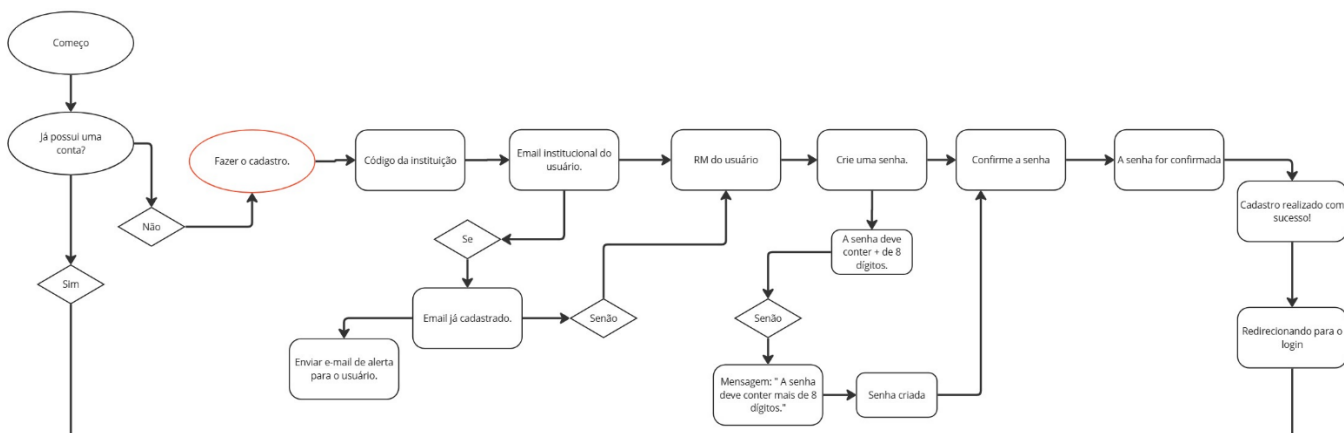 Começo
Já possui uma
conta?
Não
Sim
Fazer o cadastro.
Código da instituição
Email institucional do
usuário.
Se
Email já cadastrado.
Enviar e-mail de alerta
para o usuário.
Senão
RM do usuário
Crie uma senha.
A senha deve
conter + de 8
dígitos.
Senão
Mensagem: " A senha
deve conter mais de 8
dígitos."
Senha criada
Confirme a senha
A senha for confirmada
Cadastro realizado com
sucesso!
Redirecionando para o
login